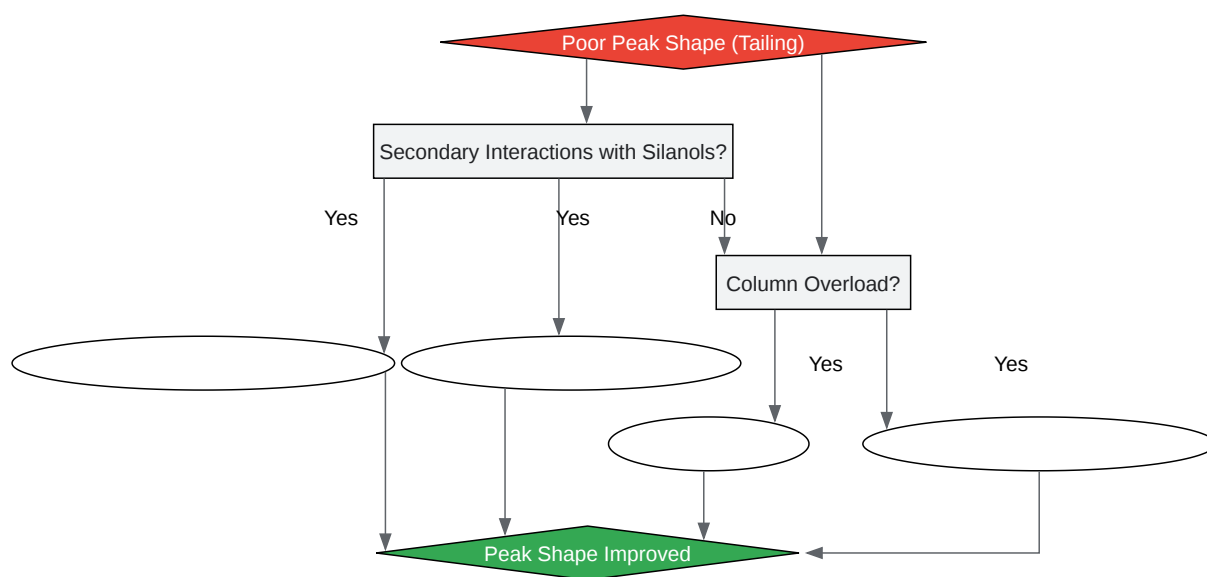 Poor Peak Shape (Tailing)
Secondary Interactions with Silanols?
Yes
Yes
No
Column Overload?
Yes
Yes
Peak Shape Improved